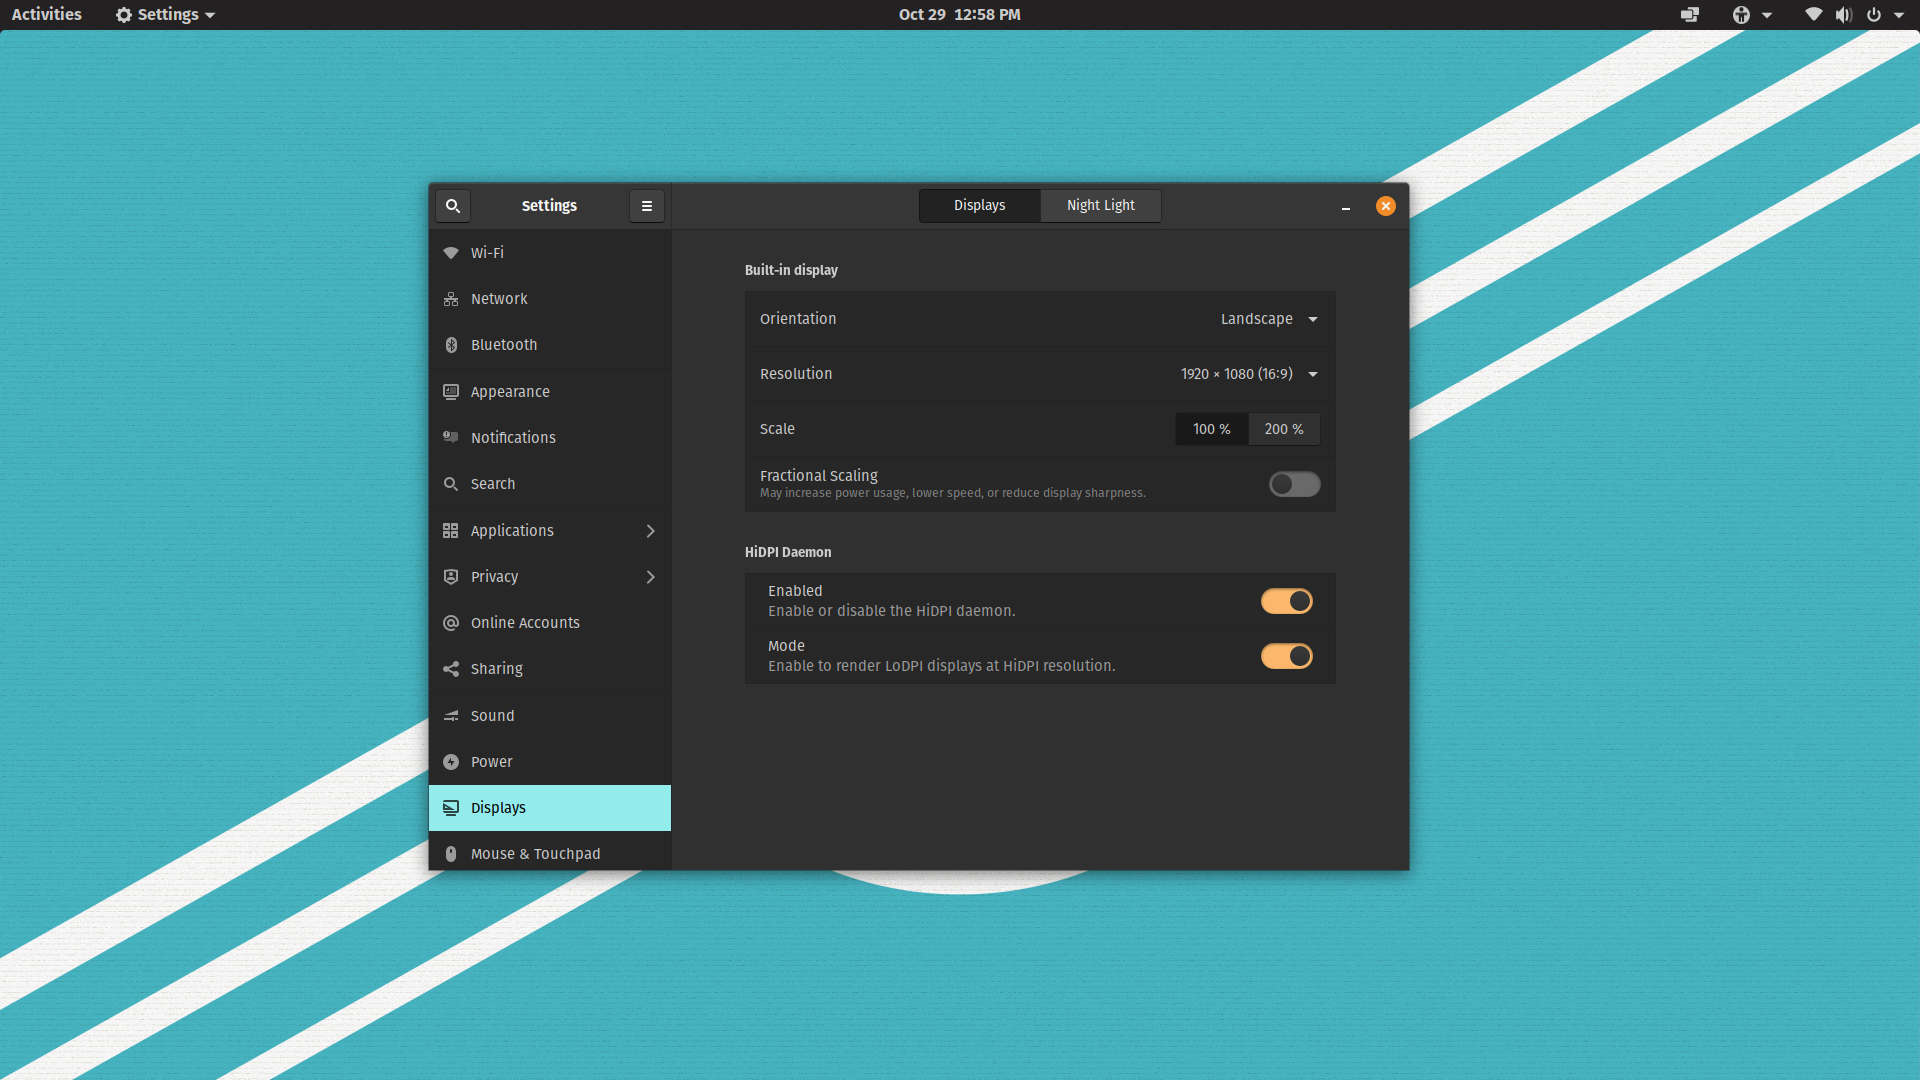 Activities
Settings
Oct 29  12:58 PM
Settings
Displays
Night Light
Wi-Fi
Network
Bluetooth
Appearance
Notifications
Search
Applications
Privacy
Online Accounts
Sharing
Sound
Power
Displays
Mouse & Touchpad
Built-in display
Orientation
Landscape
Resolution
1920 × 1080 (16:9)
Scale
100 %
200 %
Fractional Scaling
May increase power usage, lower speed, or reduce display sharpness.
HiDPI Daemon
Enabled
Enable or disable the HiDPI daemon.
Mode
Enable to render LoDPI displays at HiDPI resolution.